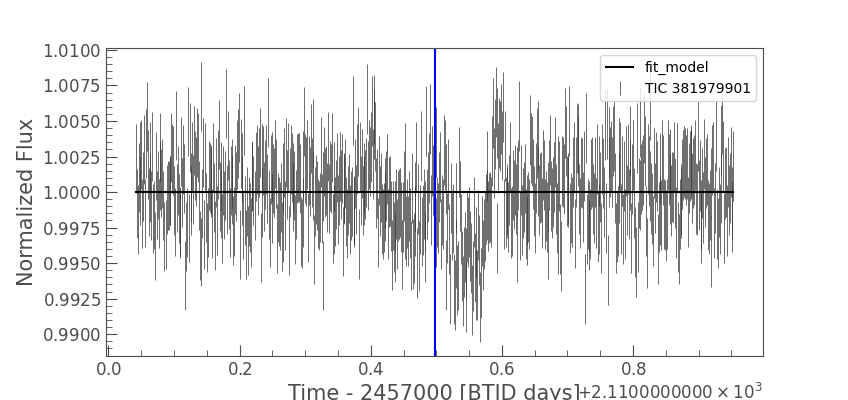 1.0100
1.0075
1.0050
1.0025
1.0000
0.9975
0.9950
0.9925
0.9900
Normalized Flux
fit_model
TIC 381979901
0.0 0.2 0.4 0.6 0.8
Time - 2457000 [BTJD days]
+2.1100000000 × 10³